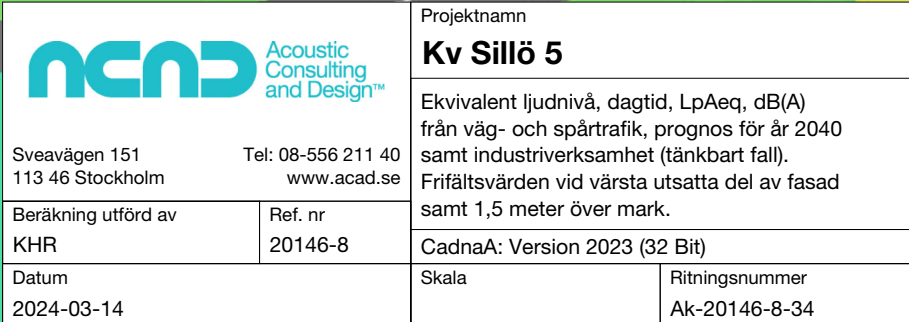 ACAD
Acoustic
Consulting
and Design™
Sveavägen 151
Tel: 08-556 211 40
113 46 Stockholm
www.acad.se
Beräkning utförd av
KHR
Ref. nr
20146-8
Datum
2024-03-14
Projektnamn
Kv Sillö 5
Ekvivalent ljudnivå, dagtid, LpAeq, dB(A)
från väg- och spårtrafik, prognos för år 2040
samt industriverksamhet (tänkbart fall).
Frifältsvärden vid värsta utsatta del av fasad
samt 1,5 meter över mark.
CadnaA: Version 2023 (32 Bit)
Skala
Ritningsnummer
Ak-20146-8-34